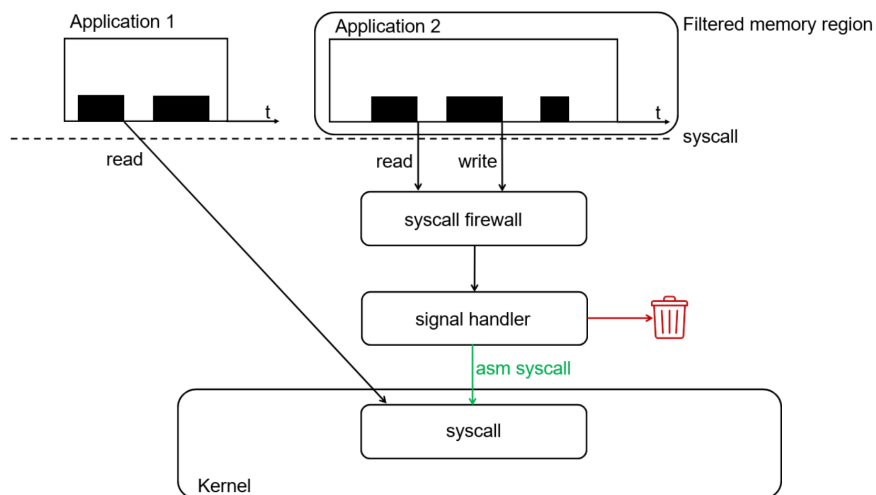 Application 1
Application 2
Filtered memory region
t
t
syscall
read
read
write
syscall firewall
signal handler
asm syscall
syscall
Kernel